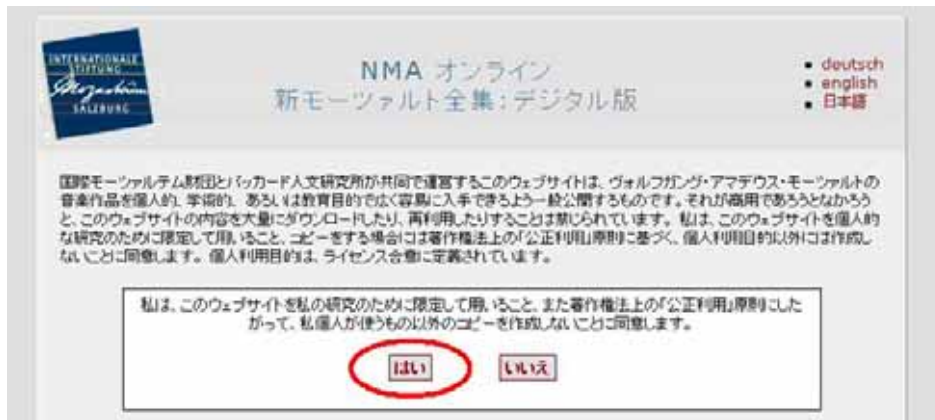 INTERNATIONALE
STIFTUNG
Mozarteum
SALZBURG
NMA オンライン
新モーツァルト全集:デジタル版
deutsch
english
日本語
国際モーツァルテム財団とパッカード人文研究所が共同で運営するこのウェブサイトは、ヴォルフガング・アマデウス・モーツァルトの
音楽作品を個人的、学術的、あるいは教育目的で広く容易に入手できるよう一般公開するものです。それが商用であろうとなかろう
と、このウェブサイトの内容を大量にダウンロードしたり、再利用したりすることは禁じられています。私は、このウェブサイトを個人的
な研究のために限定して用いること、コピーをする場合には著作権法上の「公正利用」原則に基づく、個人利用目的以外には作成し
ないことに同意します。個人利用目的は、ライセンス合意に定義されています。
私は、このウェブサイトを私の研究のために限定して用いること、また著作権法上の「公正利用」原則にした
がって、私個人が使うもの以外のコピーを作成しないことに同意します。
はい
いいえ